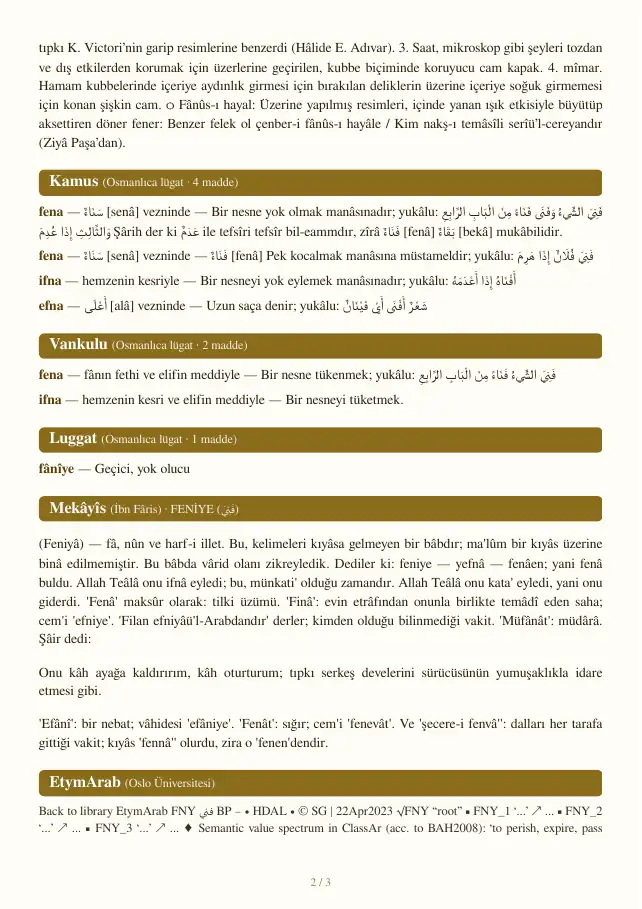 tıpkı K. Victori’nin garip resimlerine benzerdi (Hâlide E. Adıvar). 3. Saat, mikroskop gibi şeyleri tozdan
ve dış etkilerden korumak için üzerlerine geçirilen, kubbe biçiminde koruyucu cam kapak. 4. mîmar.
Hamam kubbelerinde içeriye aydınlık girmesi için bırakılan deliklerin üzerine içeriye soğuk girmemesi
için konan şişkin cam. ѻ Fânûs-ı hayal: Üzerine yapılmış resimleri, içinde yanan ışık etkisiyle büyütüp
aksettiren döner fener: Benzer felek ol çenber-i fânûs-ı hayâle / Kim nakş-ı temâsîli serîü’l-cereyandır
(Ziyâ Paşa’dan).
Kamus (Osmanlıca lügat · 4 madde)
fena — سَنَاءٌ [senâ] vezninde — Bir nesne yok olmak manâsınadır; yukâlu: فَنِيَ الشَّيءُ وَفَنَى فَنَاءً مِنَ الْبَابِ الرَّابِعِ
وَالثَّالِثِ إِذَا عُدِمَ Şârih der ki عَدَمٌ ile tefsîri tefsîr bil-eammdır, zîrâ فَنَاءٌ [fenâ] بَقَاءٌ [bekâ] mukâbilidir.
fena — سَنَاءٌ [senâ] vezninde — فَنَاءٌ [fenâ] Pek kocalmak manâsına müstameldir; yukâlu: فَنِيَ فُلَانٌ إِذَا هَرِمَ
ifna — hemzenin kesriyle — Bir nesneyi yok eylemek manâsınadır; yukâlu: أَفْنَاهُ إِذَا أَعْدَمَهُ
efna — أَعْلَى [alâ] vezninde — Uzun saça denir; yukâlu: شَعْرٌ أَفْنَى أَيْ فَيْنَانٌ
Vankulu (Osmanlıca lügat · 2 madde)
fena — fânın fethi ve elifin meddiyle — Bir nesne tükenmek; yukâlu: فَنِيَ الشَّيءُ فَنَاءً مِنَ الْبَابِ الرَّابِعِ
ifna — hemzenin kesri ve elifin meddiyle — Bir nesneyi tüketmek.
Luggat (Osmanlıca lügat · 1 madde)
fânîye — Geçici, yok olucu
Mekâyîs (İbn Fâris) · FENİYE (فَنِيَ)
(Feniyâ) — fâ, nûn ve harf-i illet. Bu, kelimeleri kıyâsa gelmeyen bir bâbdır; ma'lûm bir kıyâs üzerine
binâ edilmemiştir. Bu bâbda vârid olanı zikreyledik. Dediler ki: feniye — yefnâ — fenâen; yani fenâ
buldu. Allah Teâlâ onu ifnâ eyledi; bu, münkati' olduğu zamandır. Allah Teâlâ onu kata' eyledi, yani onu
giderdi. 'Fenâ' maksûr olarak: tilki üzümü. 'Finâ': evin etrâfından onunla birlikte temâdî eden saha;
cem'i 'efniye'. 'Filan efniyâü'l-Arabdandır' derler; kimden olduğu bilinmediği vakit. 'Müfânât': müdârâ.
Şâir dedi:
Onu kâh ayağa kaldırırım, kâh oturturum; tıpkı serkeş develerini sürücüsünün yumuşaklıkla idare
etmesi gibi.
'Efânî': bir nebat; vâhidesi 'efâniye'. 'Fenât': sığır; cem'i 'fenevât'. Ve 'şecere-i fenvâ'': dalları her tarafa
gittiği vakit; kıyâs 'fennâ'' olurdu, zira o 'fenen'dendir.
EtymArab (Oslo Üniversitesi)
Back to library EtymArab FNY فني BP – • HDAL • © SG | 22Apr2023 √FNY “root” ▪ FNY_1 ‘...’ ↗ ... ▪ FNY_2
‘...’ ↗ ... ▪ FNY_3 ‘...’ ↗ ... ♦ Semantic value spectrum in ClassAr (acc. to BAH2008): ‘to perish, expire, pass
2 / 3